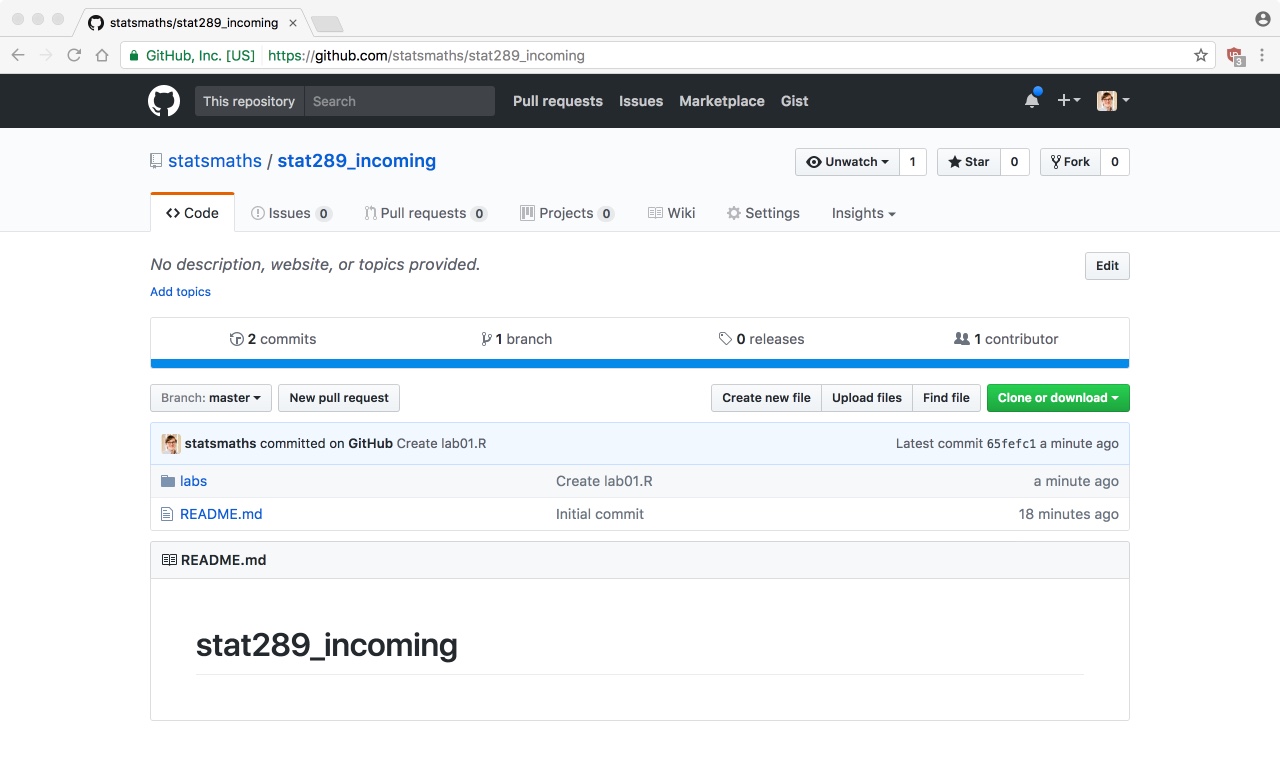 statsmaths/stat289_incoming
GitHub, Inc. [US] https://github.com/statsmaths/stat289_incoming
3
This repository Search Pull requests Issues Marketplace Gist
statsmaths / stat289_incoming
Unwatch 1 Star 0 Fork 0
Code Issues 0 Pull requests 0 Projects 0 Wiki Settings Insights
No description, website, or topics provided.
Edit
Add topics
2 commits 1 branch 0 releases 1 contributor
Branch: master New pull request Create new file Upload files Find file Clone or download
statsmaths committed on GitHub Create lab01.R Latest commit 65fefc1 a minute ago
labs Create lab01.R a minute ago
README.md Initial commit 18 minutes ago
README.md
stat289_incoming